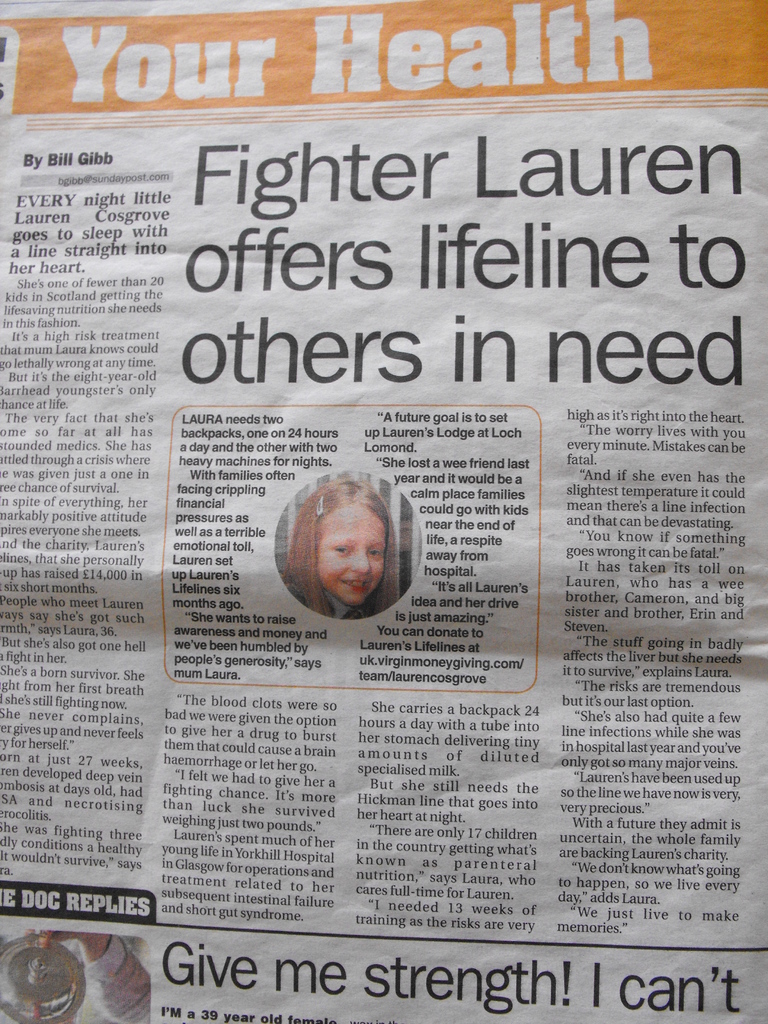 Your Health
By Bill Gibb
bgibb@sundaypost.com
EVERY night little
Lauren Cosgrove
goes to sleep with
a line straight into
her heart.
She's one of fewer than 20
kids in Scotland getting the
lifesaving nutrition she needs
in this fashion.
It's a high risk treatment
that mum Laura knows could
go lethally wrong at any time.
But it's the eight-year-old
Barrhead youngster's only
chance at life.
The very fact that she's
ome so far at all has
stounded medics. She has
attled through a crisis where
e was given just a one in
ree chance of survival.
In spite of everything, her
markably positive attitude
pires everyone she meets.
nd the charity, Lauren's
elines, that she personally
-up has raised £14,000 in
six short months.
People who meet Lauren
ways say she's got such
rmth," says Laura, 36.
"But she's also got one hell
a fight in her.
She's a born survivor. She
ght from her first breath
d she's still fighting now.
She never complains,
er gives up and never feels
ry for herself."
orn at just 27 weeks,
ren developed deep vein
ombosis at days old, had
SA and necrotising
erocolitis.
She was fighting three
dly conditions a healthy
lt wouldn't survive," says
ra.
Fighter Lauren
offers lifeline to
others in need
LAURA needs two
backpacks, one on 24 hours
a day and the other with two
heavy machines for nights.
With families often
facing crippling
financial
pressures as
well as a terrible
emotional toll,
Lauren set
up Lauren's
Lifelines six
months ago.
"She wants to raise
awareness and money and
we've been humbled by
people's generosity," says
mum Laura.
"A future goal is to set
up Lauren's Lodge at Loch
Lomond.
"She lost a wee friend last
year and it would be a
calm place families
could go with kids
near the end of
life, a respite
away from
hospital.
"It's all Lauren's
idea and her drive
is just amazing."
You can donate to
Lauren's Lifelines at
uk.virginmoneygiving.com/
team/laurencosgrove
"The blood clots were so
bad we were given the option
to give her a drug to burst
them that could cause a brain
haemorrhage or let her go.
"I felt we had to give her a
fighting chance. It's more
than luck she survived
weighing just two pounds."
Lauren's spent much of her
young life in Yorkhill Hospital
in Glasgow for operations and
treatment related to her
subsequent intestinal failure
and short gut syndrome.
She carries a backpack 24
hours a day with a tube into
her stomach delivering tiny
amounts of diluted
specialised milk.
But she still needs the
Hickman line that goes into
her heart at night.
"There are only 17 children
in the country getting what's
known as parenteral
nutrition," says Laura, who
cares full-time for Lauren.
"I needed 13 weeks of
training as the risks are very
high as it's right into the heart.
"The worry lives with you
every minute. Mistakes can be
fatal.
"And if she even has the
slightest temperature it could
mean there's a line infection
and that can be devastating.
"You know if something
goes wrong it can be fatal."
It has taken its toll on
Lauren, who has a wee
brother, Cameron, and big
sister and brother, Erin and
Steven.
"The stuff going in badly
affects the liver but she needs
it to survive," explains Laura.
"The risks are tremendous
but it's our last option.
"She's also had quite a few
line infections while she was
in hospital last year and you've
only got so many major veins.
"Lauren's have been used up
so the line we have now is very,
very precious."
With a future they admit is
uncertain, the whole family
are backing Lauren's charity.
"We don't know what's going
to happen, so we live every
day," adds Laura.
"We just live to make
memories."
HE DOC REPLIES
Give me strength! I can't
I'M a 39 year old female